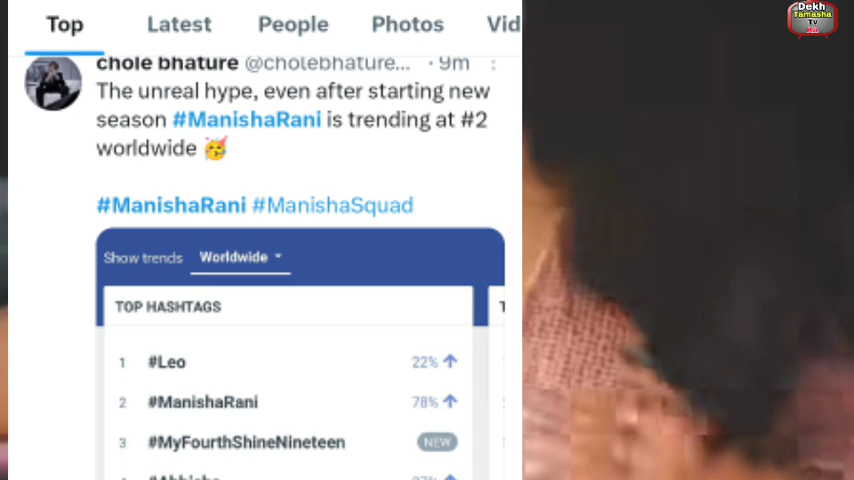 Top Latest People Photos Vid
chole bhature @cholebhature... · 9m
The unreal hype, even after starting new
season #ManishaRani is trending at #2
worldwide 🥳
#ManishaRani #ManishaSquad
Show trends Worldwide
TOP HASHTAGS
1 #Leo 22%
2 #ManishaRani 78%
3 #MyFourthShineNineteen NEW
Dekh
Tamasha
Tv